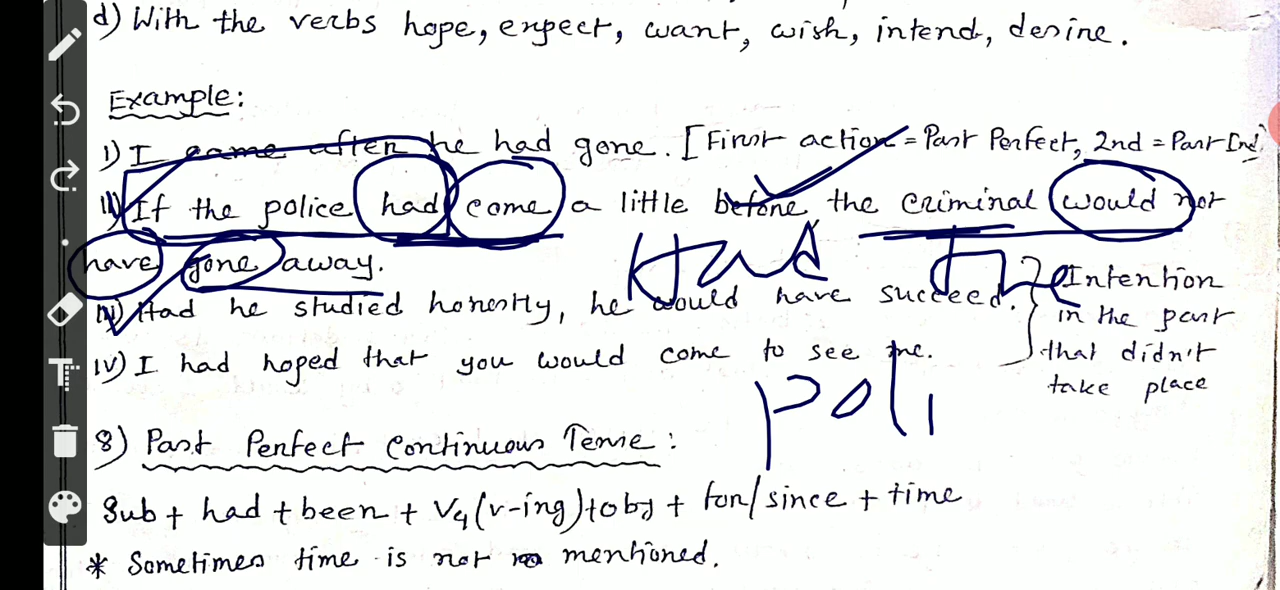 d) With the verbs hope, expect, want, wish, intend, desire.
Example:
i) I came after he had gone. [First action = Past Perfect, 2nd = Past Ind.
ii) If the police had come a little before the criminal would not
have gone away.
Had the
iii) Had he studied honestly, he would have succeed.
Intention
in the past
that didn't
take place
iv) I had hoped that you would come to see me.
poli
8) Past Perfect Continuous Tense:
Sub + had + been + V4 (v-ing) + obj + for/since + time
* Sometimes time is not mentioned.